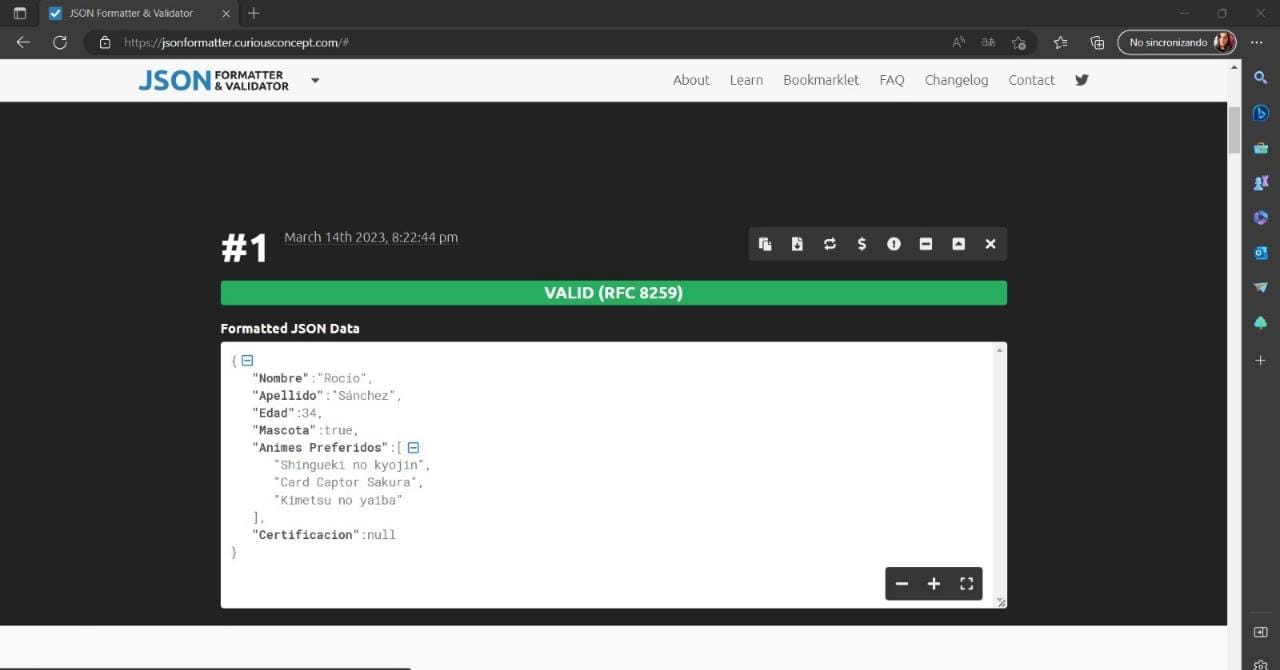 JSON Formatter & Validator
https://jsonformatter.curiousconcept.com/#
No sincronizando
JSON FORMATTER & VALIDATOR
About Learn Bookmarklet FAQ Changelog Contact
#1 March 14th 2023, 8:22:44 pm
VALID (RFC 8259)
Formatted JSON Data
{
"Nombre":"Rocío",
"Apellido":"Sánchez",
"Edad":34,
"Mascota":true,
"Animes Preferidos":[
"Shingueki no kyojin",
"Card Captor Sakura",
"Kimetsu no yaiba"
],
"Certificacion":null
}